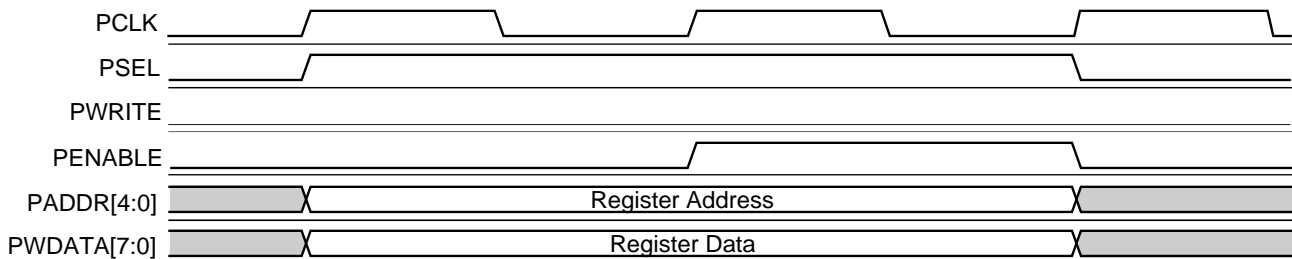 PCLK
PSEL
PWRITE
PENABLE
PADDR[4:0] Register Address
PWDATA[7:0] Register Data